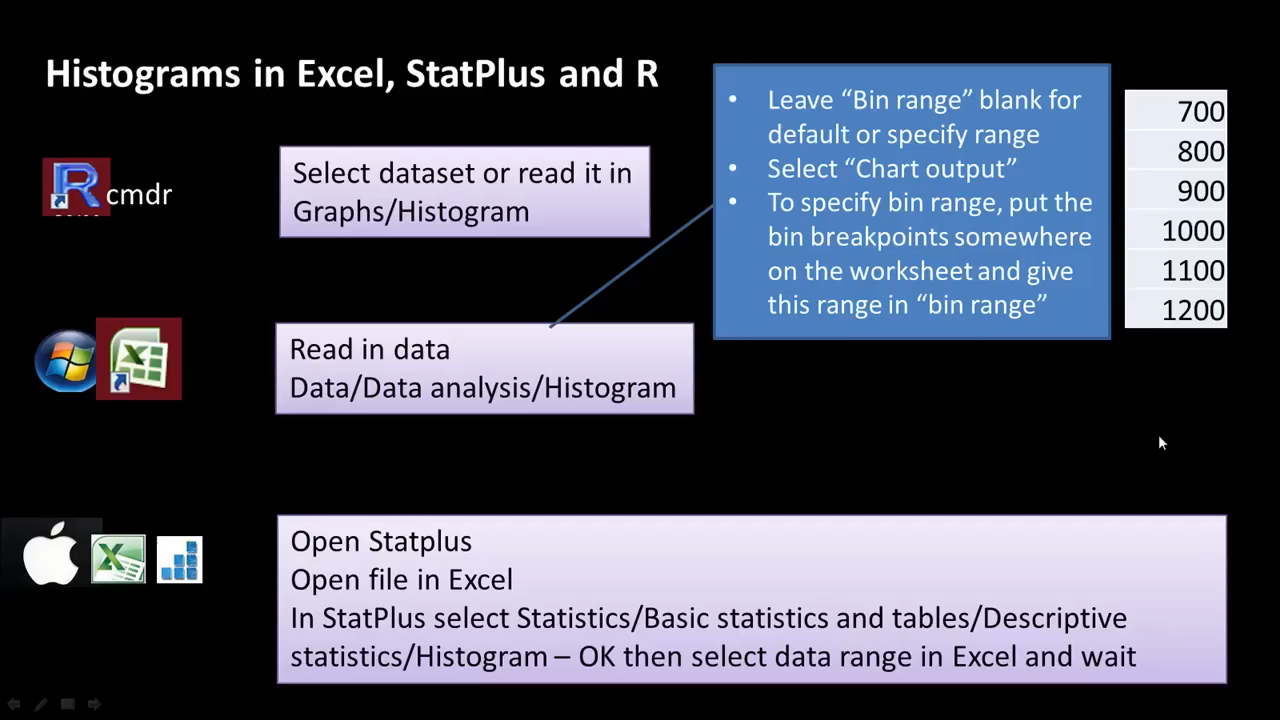 Histograms in Excel, StatPlus and R
cmdr
Select dataset or read it in
Graphs/Histogram
• Leave “Bin range” blank for
default or specify range
• Select “Chart output”
• To specify bin range, put the
bin breakpoints somewhere
on the worksheet and give
this range in “bin range”
700
800
900
1000
1100
1200
Read in data
Data/Data analysis/Histogram
Open Statplus
Open file in Excel
In StatPlus select Statistics/Basic statistics and tables/Descriptive
statistics/Histogram – OK then select data range in Excel and wait